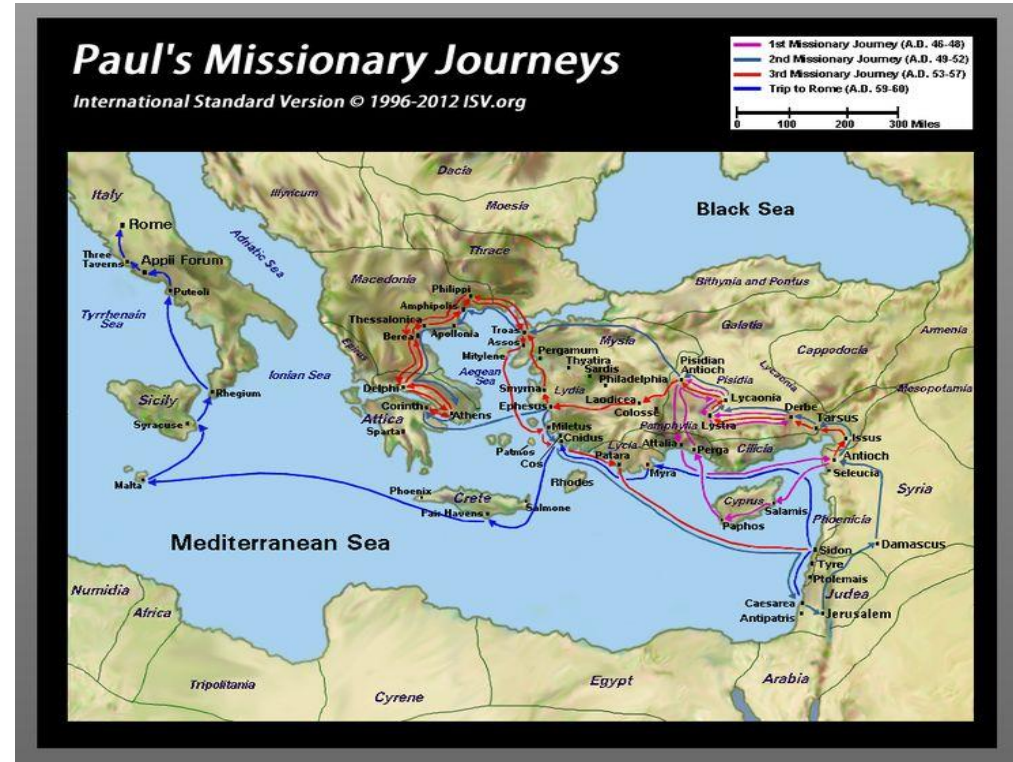 Paul's Missionary Journeys
International Standard Version © 1996-2012 ISV.org
1st Missionary Journey (A.D. 46-48)
2nd Missionary Journey (A.D. 49-52)
3rd Missionary Journey (A.D. 53-57)
Trip to Rome (A.D. 59-60)
0 100 200 300 Miles
Dacia
Italy
Illyricum
Moesia
Black Sea
Rome
Adriatic Sea
Thrace
Three
Taverns
Appii Forum
Macedonia
Bithynia and Pontus
Puteoli
Philippi
Amphipolis
Tyrrhenain
Sea
Thessalonica
Galatia
Armenia
Berea
Apollonia
Troas
Assos
Mysia
Cappodocia
Epirus
Mitylene
Pergamum
Pisidian
Antioch
Ionian Sea
Aegean
Sea
Thyatira
Sardis
Lycaonia
Mesopotamia
Rhegium
Delphi
Smyrna
Lydia
Philadelphia
Pisidia
Sicily
Corinth
Ephesus
Laodicea
Lycaonia
Derbe
Attica
Athens
Colosse
Tarsus
Syracuse
Sparta
Miletus
Pamphylia
Lystra
Issus
Cnidus
Lycia
Attalia
Perga
Cilicia
Antioch
Patmos
Cos
Patara
Myra
Seleucia
Malta
Phoenix
Crete
Rhodes
Cyprus
Syria
Fair Havens
Salmone
Salamis
Paphos
Phoenicia
Mediterranean Sea
Sidon
Damascus
Tyre
Ptolemais
Numidia
Judea
Africa
Caesarea
Antipatris
Jerusalem
Tripolitania
Cyrene
Egypt
Arabia